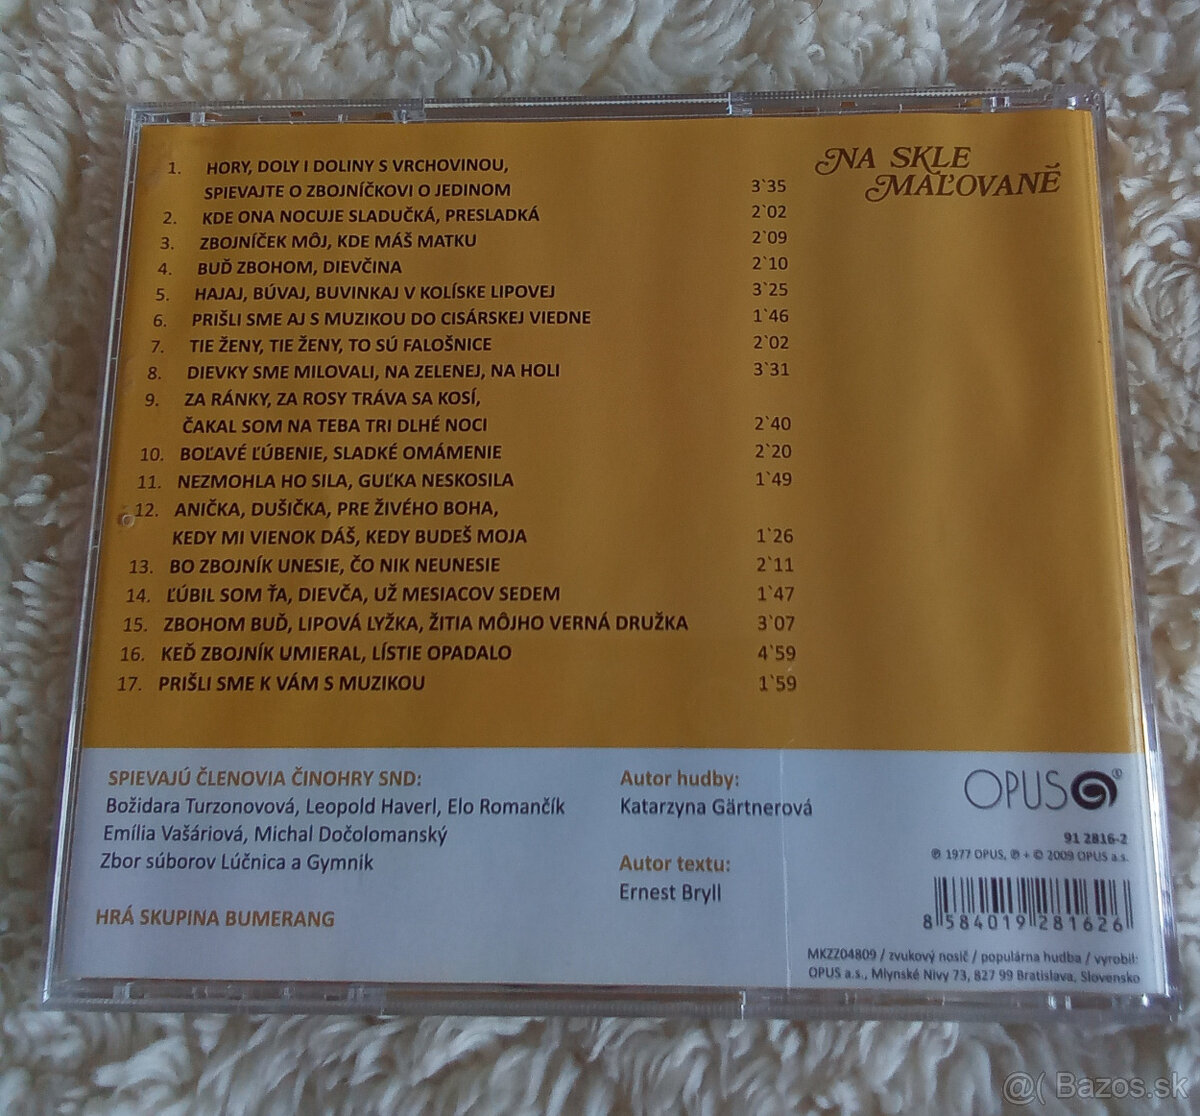 NA SKLE
MAĽOVANÉ
1. HORY, DOLY I DOLINY S VRCHOVINOU,
SPIEVAJTE O ZBOJNÍČKOVI O JEDINOM 3`35
2. KDE ONA NOCUJE SLADUČKÁ, PRESLADKÁ 2`02
3. ZBOJNÍČEK MÔJ, KDE MÁŠ MATKU 2`09
4. BUĎ ZBOHOM, DIEVČINA 2`10
5. HAJAJ, BÚVAJ, BUVINKAJ V KOLÍSKE LIPOVEJ 3`25
6. PRIŠLI SME AJ S MUZIKOU DO CISÁRSKEJ VIEDNE 1`46
7. TIE ŽENY, TIE ŽENY, TO SÚ FALOŠNICE 2`02
8. DIEVKY SME MILOVALI, NA ZELENEJ, NA HOLI 3`31
9. ZA RÁNKY, ZA ROSY TRÁVA SA KOSÍ,
ČAKAL SOM NA TEBA TRI DLHÉ NOCI 2`40
10. BOĽAVÉ ĽÚBENIE, SLADKÉ OMÁMENIE 2`20
11. NEZMOHLA HO SILA, GUĽKA NESKOSILA 1`49
12. ANIČKA, DUŠIČKA, PRE ŽIVÉHO BOHA,
KEDY MI VIENOK DÁŠ, KEDY BUDEŠ MOJA 1`26
13. BO ZBOJNÍK UNESIE, ČO NIK NEUNESIE 2`11
14. ĽÚBIL SOM ŤA, DIEVČA, UŽ MESIACOV SEDEM 1`47
15. ZBOHOM BUĎ, LIPOVÁ LYŽKA, ŽITIA MÔJHO VERNÁ DRUŽKA 3`07
16. KEĎ ZBOJNÍK UMIERAL, LÍSTIE OPADALO 4`59
17. PRIŠLI SME K VÁM S MUZIKOU 1`59
SPIEVAJÚ ČLENOVIA ČINOHRY SND:
Božidara Turzonovová, Leopold Haverl, Elo Romančík
Emília Vašáriová, Michal Dočolomanský
Zbor súborov Lúčnica a Gymnik
HRÁ SKUPINA BUMERANG
Autor hudby:
Katarzyna Gärtnerová
Autor textu:
Ernest Bryll
OPUS ®
91 2816-2
℗ 1977 OPUS, ℗ + © 2009 OPUS a.s.
8 584019 281626
MKZZ04809 / zvukový nosič / populárna hudba / vyrobil:
OPUS a.s., Mlynské Nivy 73, 827 99 Bratislava, Slovensko
@( Bazos.sk